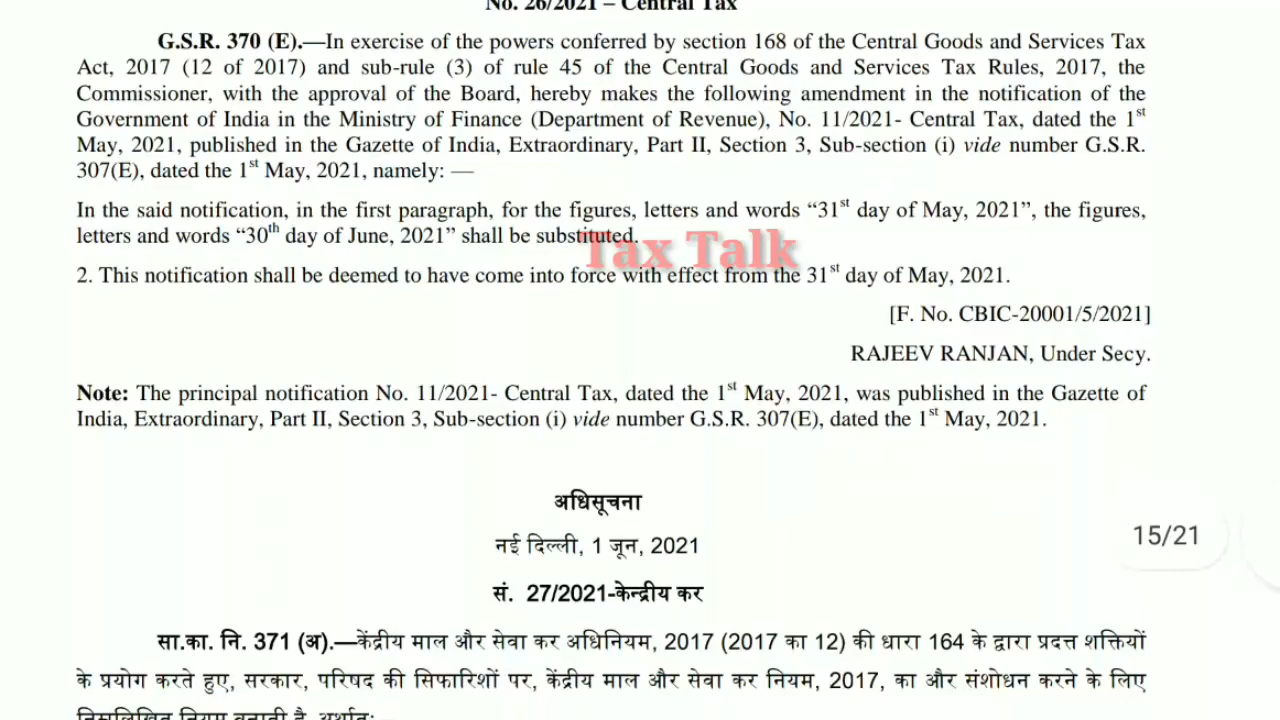 No. 26/2021 – Central Tax
G.S.R. 370 (E).—In exercise of the powers conferred by section 168 of the Central Goods and Services Tax
Act, 2017 (12 of 2017) and sub-rule (3) of rule 45 of the Central Goods and Services Tax Rules, 2017, the
Commissioner, with the approval of the Board, hereby makes the following amendment in the notification of the
Government of India in the Ministry of Finance (Department of Revenue), No. 11/2021- Central Tax, dated the 1st
May, 2021, published in the Gazette of India, Extraordinary, Part II, Section 3, Sub-section (i) vide number G.S.R.
307(E), dated the 1st May, 2021, namely: —
In the said notification, in the first paragraph, for the figures, letters and words “31st day of May, 2021”, the figures,
letters and words “30th day of June, 2021” shall be substituted.
Tax Talk
2. This notification shall be deemed to have come into force with effect from the 31st day of May, 2021.
[F. No. CBIC-20001/5/2021]
RAJEEV RANJAN, Under Secy.
Note: The principal notification No. 11/2021- Central Tax, dated the 1st May, 2021, was published in the Gazette of
India, Extraordinary, Part II, Section 3, Sub-section (i) vide number G.S.R. 307(E), dated the 1st May, 2021.
अधिसूचना
नई दिल्ली, 1 जून, 2021
15/21
सं. 27/2021-केन्द्रीय कर
सा.का. नि. 371 (अ).—केंद्रीय माल और सेवा कर अधिनियम, 2017 (2017 का 12) की धारा 164 के द्वारा प्रदत्त शक्तियों
के प्रयोग करते हुए, सरकार, परिषद की सिफारिशों पर, केंद्रीय माल और सेवा कर नियम, 2017, का और संशोधन करने के लिए
निम्नलिखित नियम बनाती है, अर्थात: